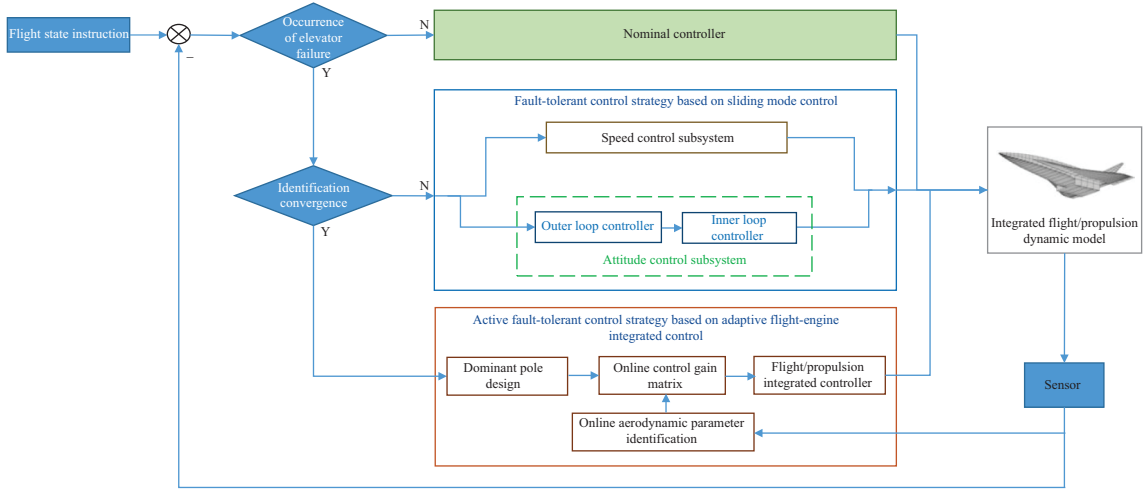 Flight state instruction
–
Occurrence
of elevator
failure
N
Y
Nominal controller
Fault-tolerant control strategy based on sliding mode control
Speed control subsystem
Identification
convergence
N
Y
Outer loop controller
Inner loop
controller
Attitude control subsystem
Integrated flight/propulsion
dynamic model
Active fault-tolerant control strategy based on adaptive flight-engine
integrated control
Dominant pole
design
Online control gain
matrix
Flight/propulsion
integrated controller
Online aerodynamic parameter
identification
Sensor